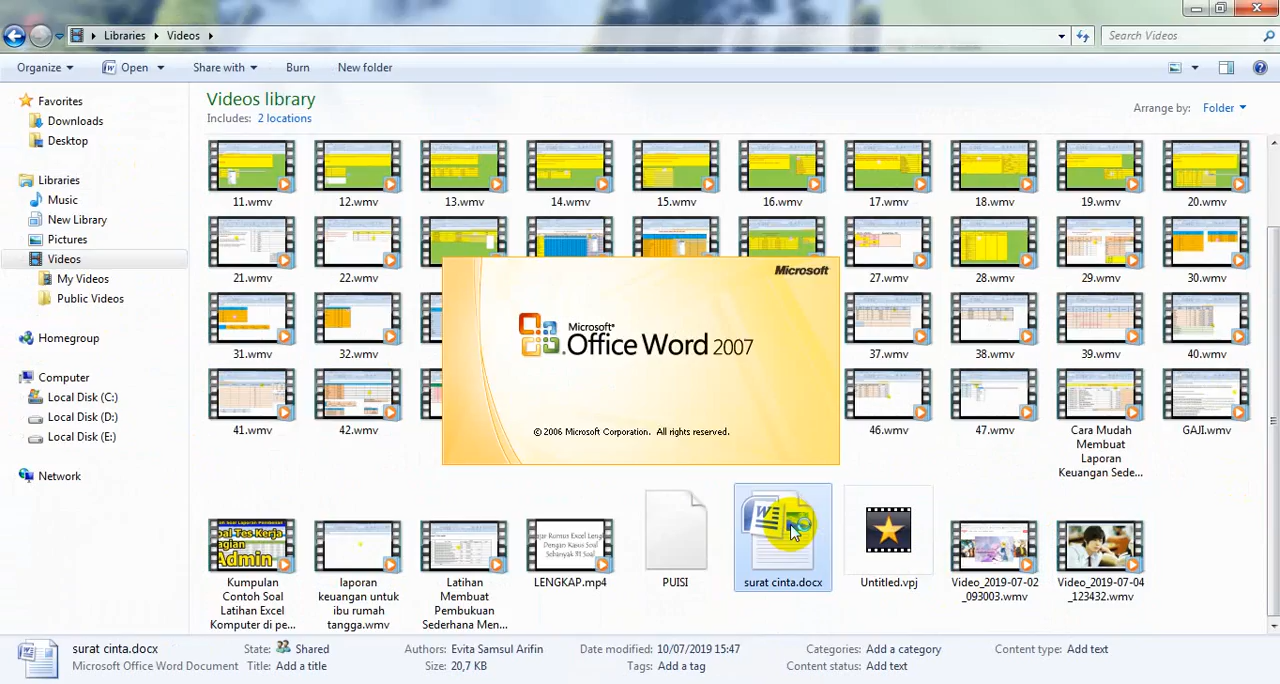 Libraries
Videos
Search Videos
Organize
Open
Share with
Burn
New folder
Favorites
Downloads
Desktop
Libraries
Music
New Library
Pictures
Videos
My Videos
Public Videos
Homegroup
Computer
Local Disk (C:)
Local Disk (D:)
Local Disk (E:)
Network
Videos library
Includes: 2 locations
Arrange by: Folder
11.wmv
12.wmv
13.wmv
14.wmv
15.wmv
16.wmv
17.wmv
18.wmv
19.wmv
20.wmv
21.wmv
22.wmv
27.wmv
28.wmv
29.wmv
30.wmv
31.wmv
32.wmv
37.wmv
38.wmv
39.wmv
40.wmv
41.wmv
42.wmv
46.wmv
47.wmv
Cara Mudah
Membuat
Laporan
Keuangan Sede...
GAJI.wmv
Microsoft
Microsoft®
Office Word 2007
© 2006 Microsoft Corporation. All rights reserved.
Kumpulan
Contoh Soal
Latihan Excel
Komputer di pe...
laporan
keuangan untuk
ibu rumah
tangga.wmv
Latihan
Membuat
Pembukuan
Sederhana Men...
LENGKAP.mp4
PUISI
surat cinta.docx
Untitled.vpj
Video_2019-07-02
_093003.wmv
Video_2019-07-04
_123432.wmv
surat cinta.docx
Microsoft Office Word Document
State: Shared
Title: Add a title
Authors: Evita Samsul Arifin
Size: 20,7 KB
Date modified: 10/07/2019 15:47
Tags: Add a tag
Categories: Add a category
Content status: Add text
Content type: Add text